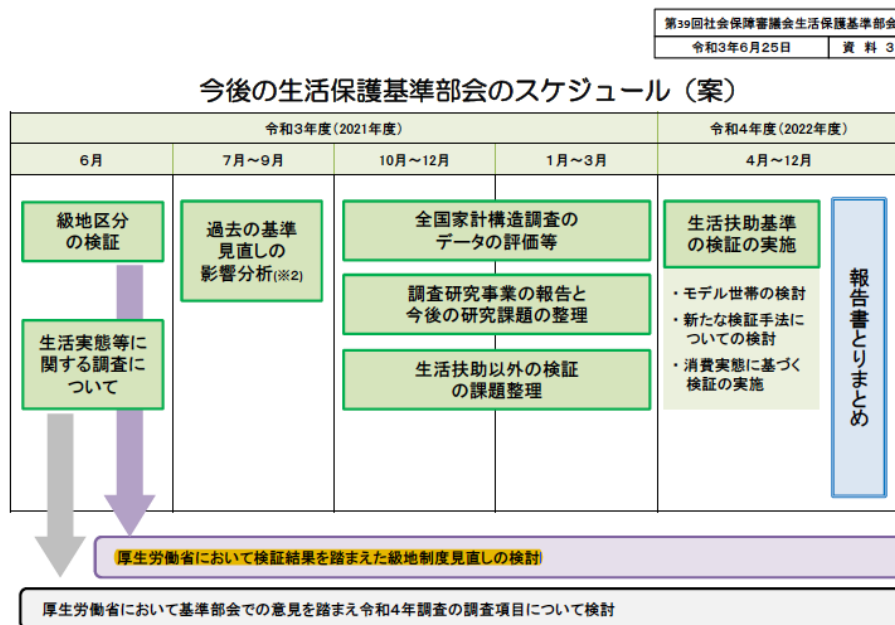 第39回社会保障審議会生活保護基準部会
令和3年6月25日
資 料 3
今後の生活保護基準部会のスケジュール（案）
令和３年度（2021年度）
令和４年度（2022年度）
６月
７月～９月
10月～12月
１月～３月
４月～12月
級地区分
の検証
生活実態等に
関する調査に
ついて
過去の基準
見直しの
影響分析(※2)
全国家計構造調査の
データの評価等
調査研究事業の報告と
今後の研究課題の整理
生活扶助以外の検証
の課題整理
生活扶助基準
の検証の実施
・モデル世帯の検討
・新たな検証手法に
ついての検討
・消費実態に基づく
検証の実施
報告書とりまとめ
厚生労働省において検証結果を踏まえた級地制度見直しの検討
厚生労働省において基準部会での意見を踏まえ令和４年調査の調査項目について検討